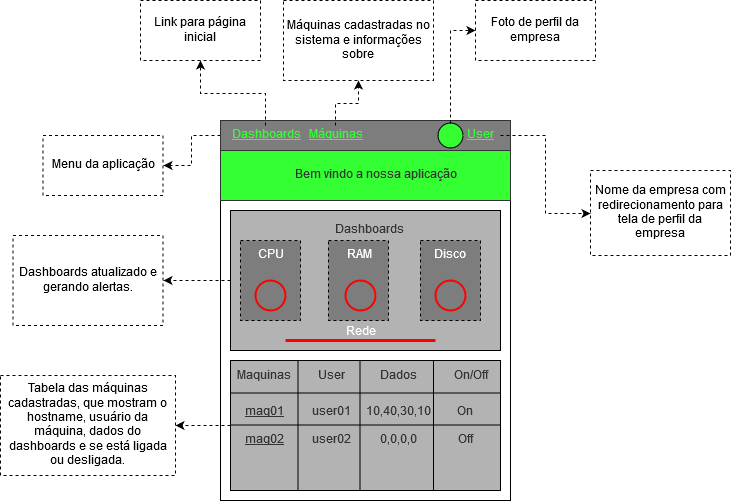 Link para página
inicial
Máquinas cadastradas no
sistema e informações
sobre
Foto de perfil da
empresa
Menu da aplicação
Dashboards Máquinas User
Bem vindo a nossa aplicação
Nome da empresa com
redirecionamento para
tela de perfil da
empresa
Dashboards atualizado e
gerando alertas.
Dashboards
CPU RAM Disco
Rede
Tabela das máquinas
cadastradas, que mostram o
hostname, usuário da
máquina, dados do
dashboards e se está ligada
ou desligada.
Maquinas User Dados On/Off
maq01 user01 10,40,30,10 On
maq02 user02 0,0,0,0 Off